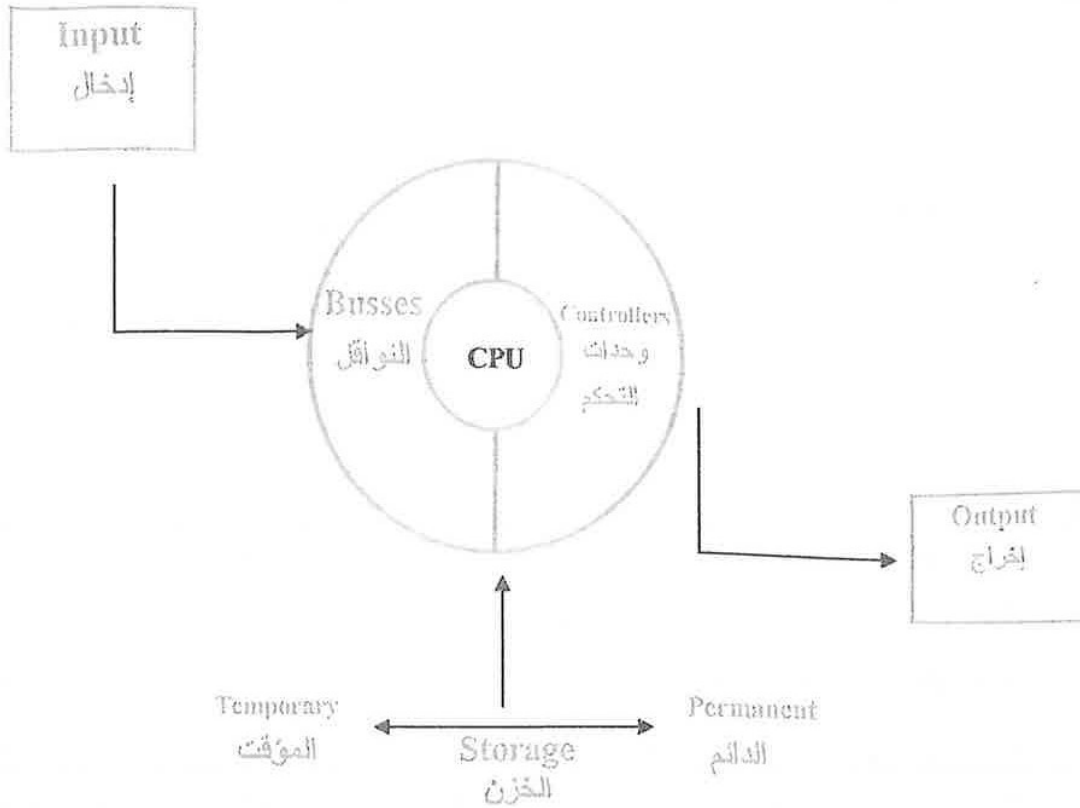 Input
إدخال
Busses
النواقل
CPU
Controllers
وحدات
التحكم
Output
إخراج
Temporary
المؤقت
Storage
الخزن
Permanent
الدائم